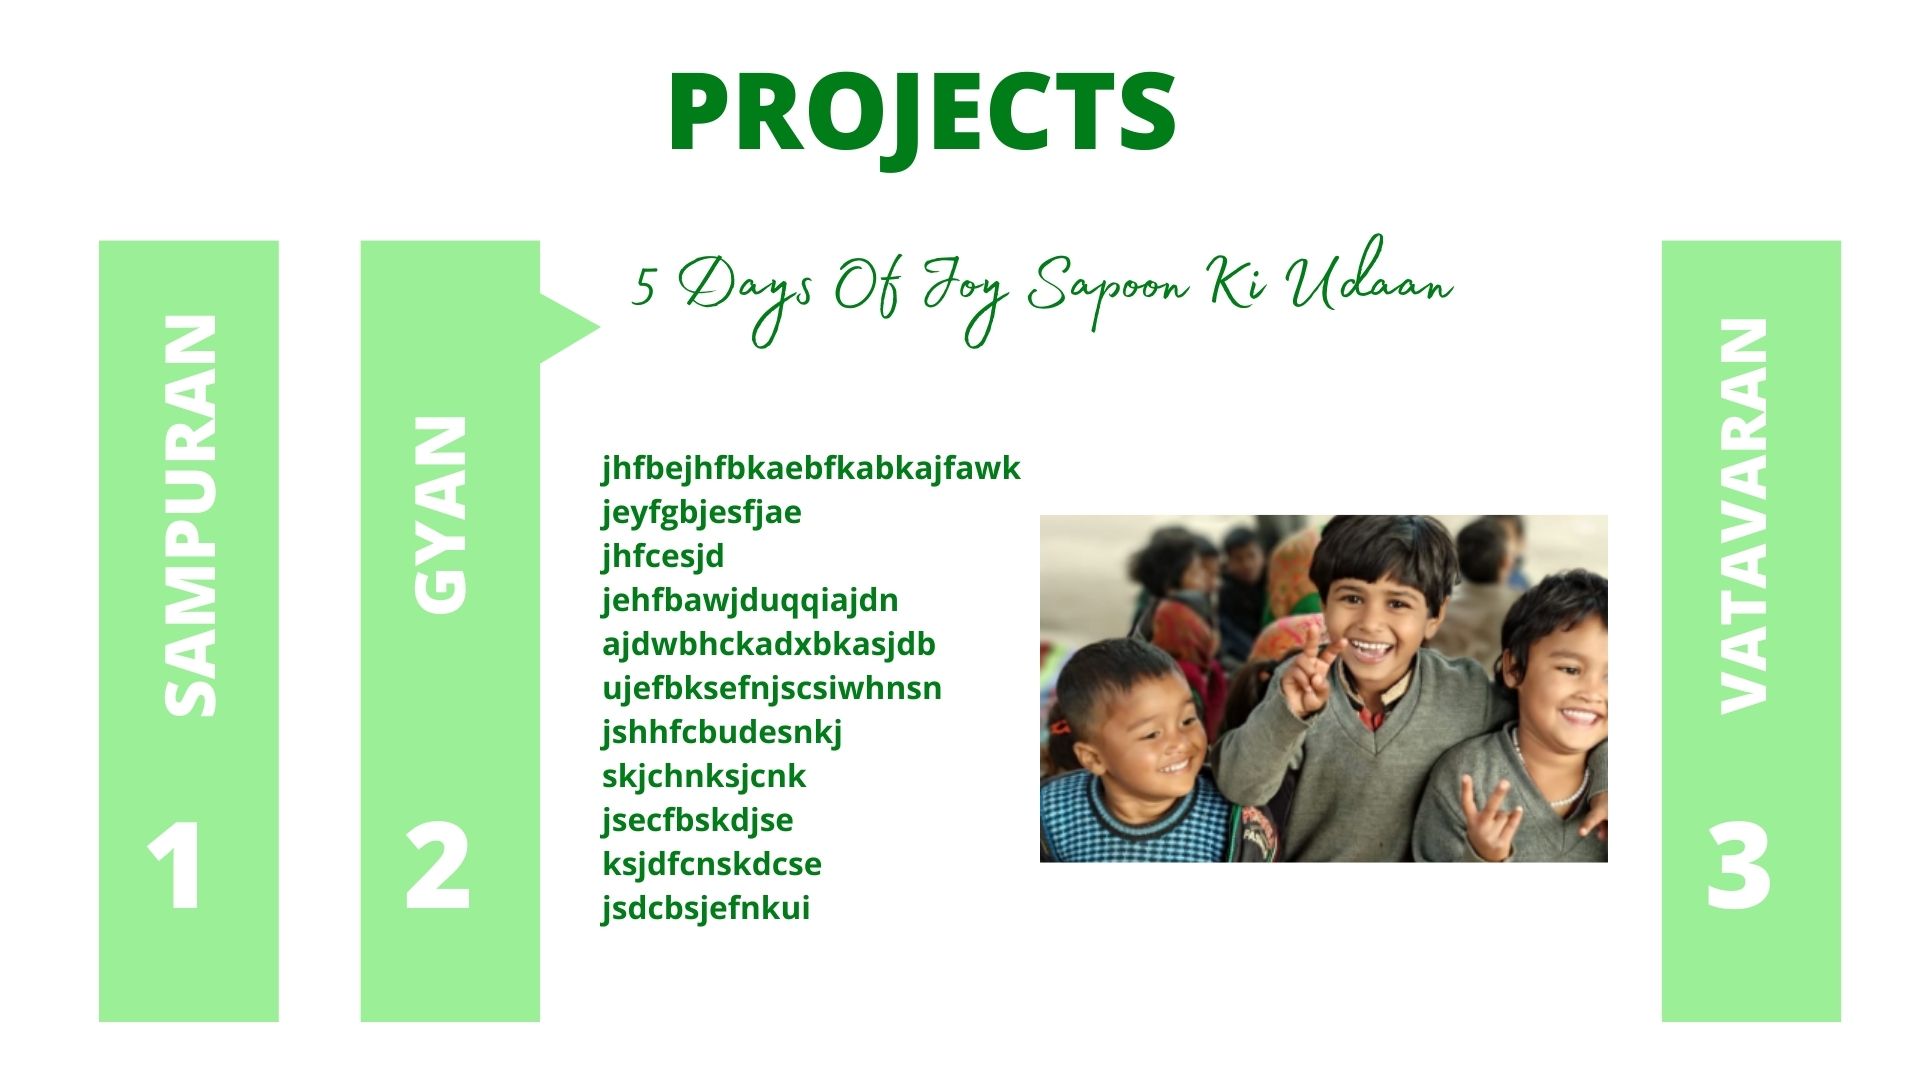 PROJECTS
SAMPURAN
1
GYAN
2
5 Days Of Joy Sapoon Ki Udaan
jhfbejhfbkaebfkabkajfawk
jeyfgbjesfjae
jhfcesjd
jehfbawjduqqiajdn
ajdwbhckadxbkasjdb
ujefbksefnjscsiwhnsn
jshhfcbudesnkj
skjchnksjcnk
jsecfbskdjse
ksjdfcnskdcse
jsdcbsjefnkui
VATAVARAN
3